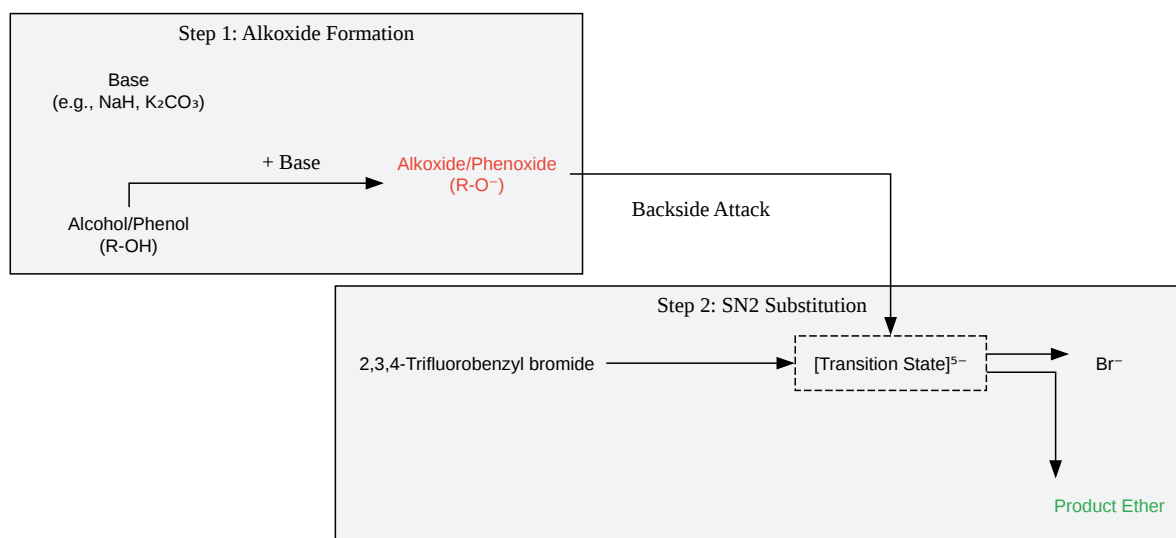 Step 1: Alkoxide Formation
Base
(e.g., NaH, K₂CO₃)
+ Base
Alkoxide/Phenoxide
(R-O⁻)
Alcohol/Phenol
(R-OH)
Backside Attack
Step 2: SN2 Substitution
2,3,4-Trifluorobenzyl bromide
[Transition State]⁵⁻
Br⁻
Product Ether